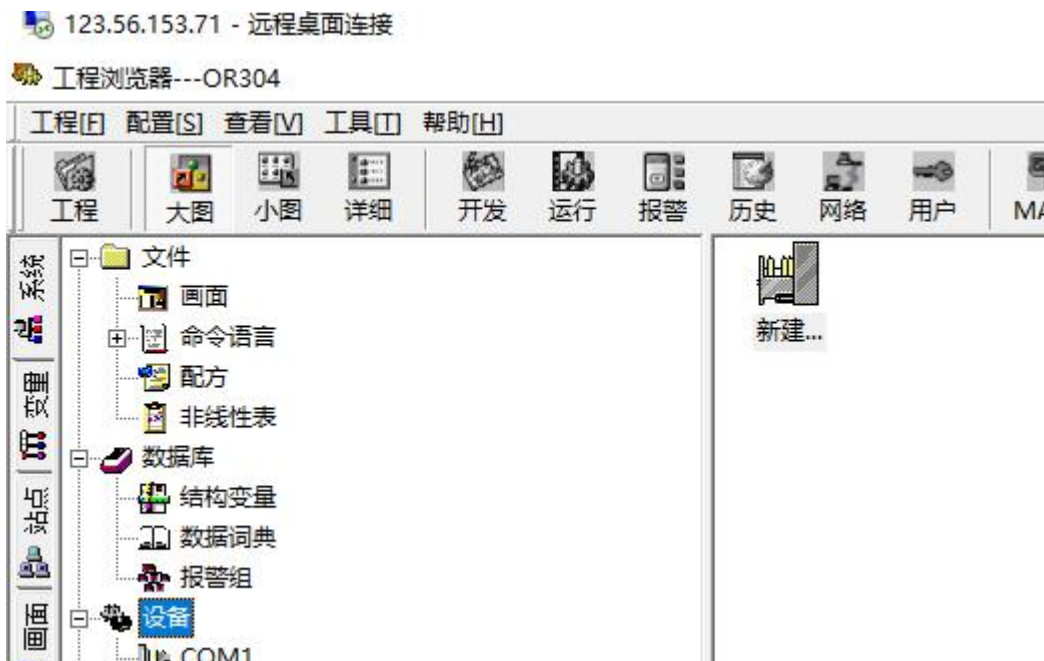 123.56.153.71 - 远程桌面连接
工程浏览器---OR304
工程[F] 配置[S] 查看[V] 工具[T] 帮助[H]
工程 大图 小图 详细 开发 运行 报警 历史 网络 用户 MA
系统
变量
站点
画面
文件
画面
命令语言
配方
非线性表
数据库
结构变量
数据词典
报警组
设备
COM1
新建...